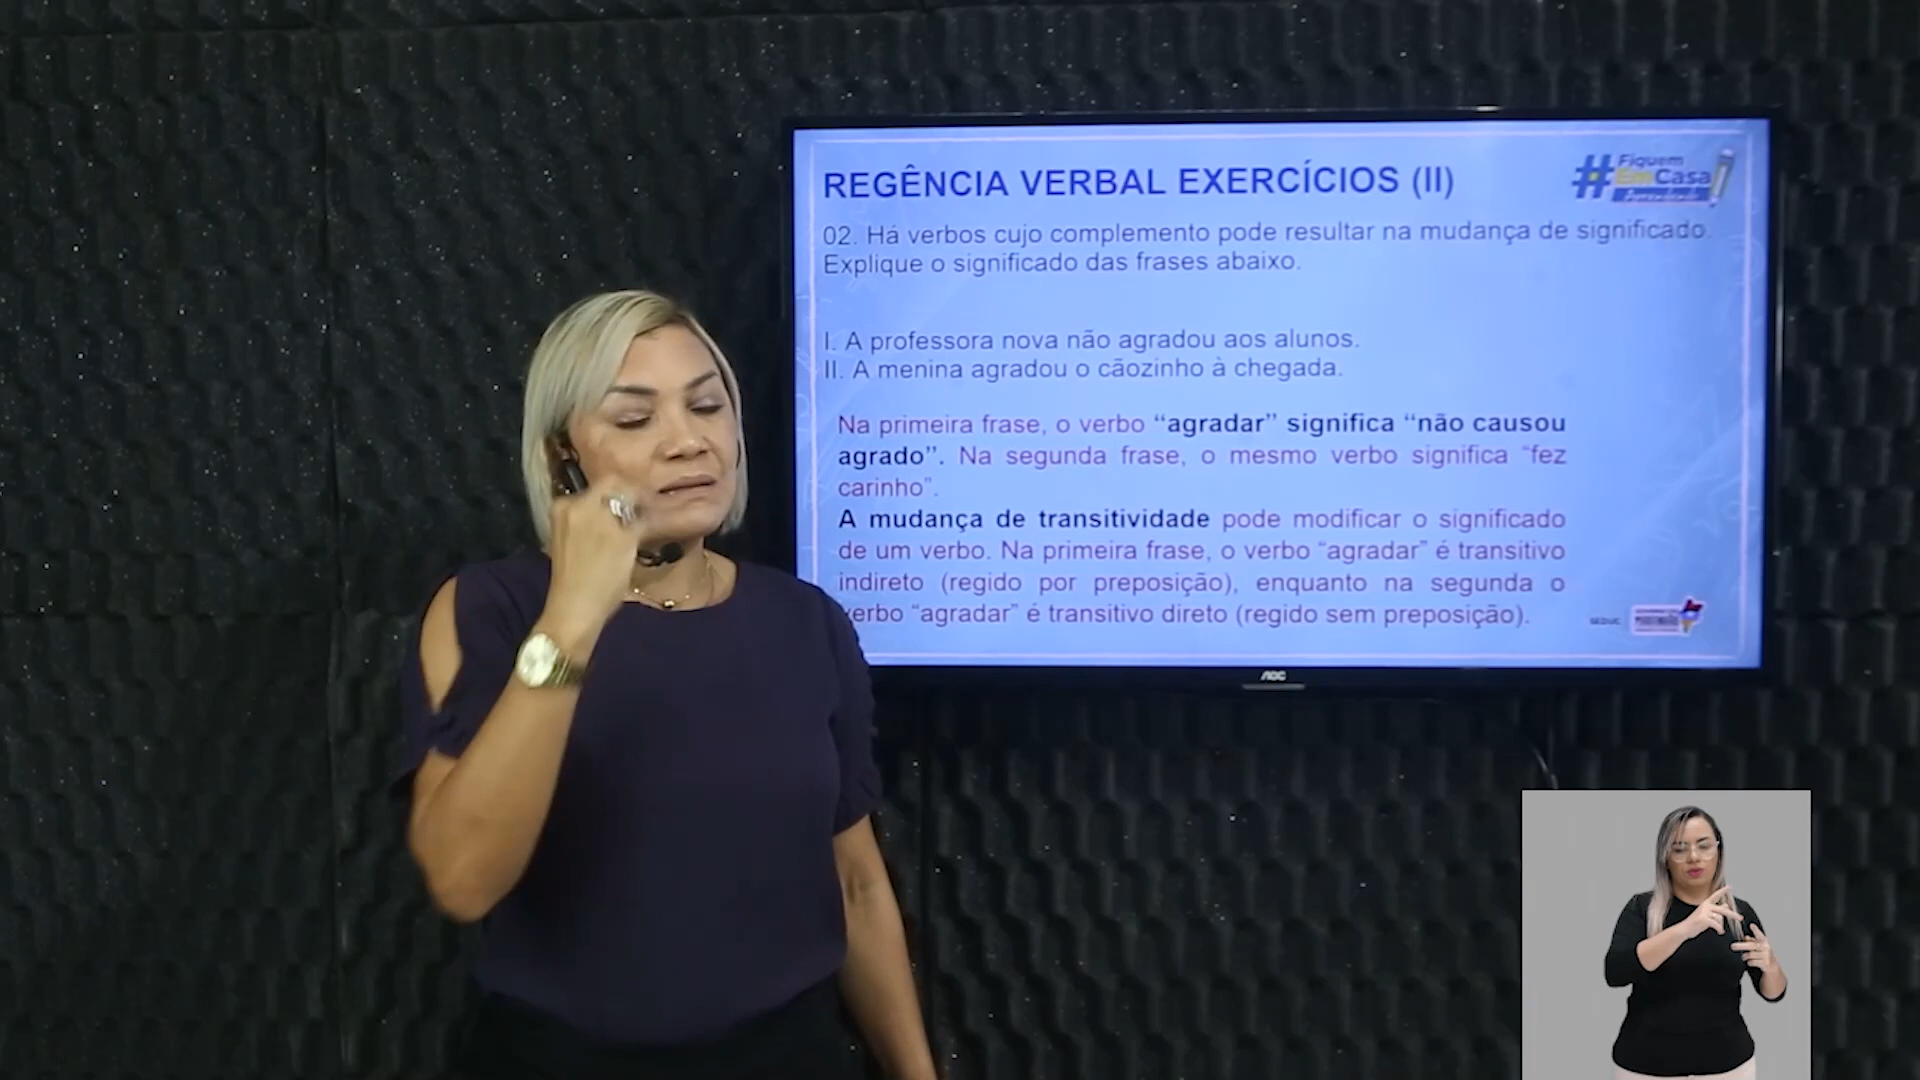 REGÊNCIA VERBAL EXERCÍCIOS (II)
#Fiquem
EmCasa
02. Há verbos cujo complemento pode resultar na mudança de significado.
Explique o significado das frases abaixo.
I. A professora nova não agradou aos alunos.
II. A menina agradou o cãozinho à chegada.
Na primeira frase, o verbo “agradar” significa “não causou
agrado”. Na segunda frase, o mesmo verbo significa “fez
carinho”.
A mudança de transitividade pode modificar o significado
de um verbo. Na primeira frase, o verbo “agradar” é transitivo
indireto (regido por preposição), enquanto na segunda o
verbo “agradar” é transitivo direto (regido sem preposição).
SEDUC
AOC